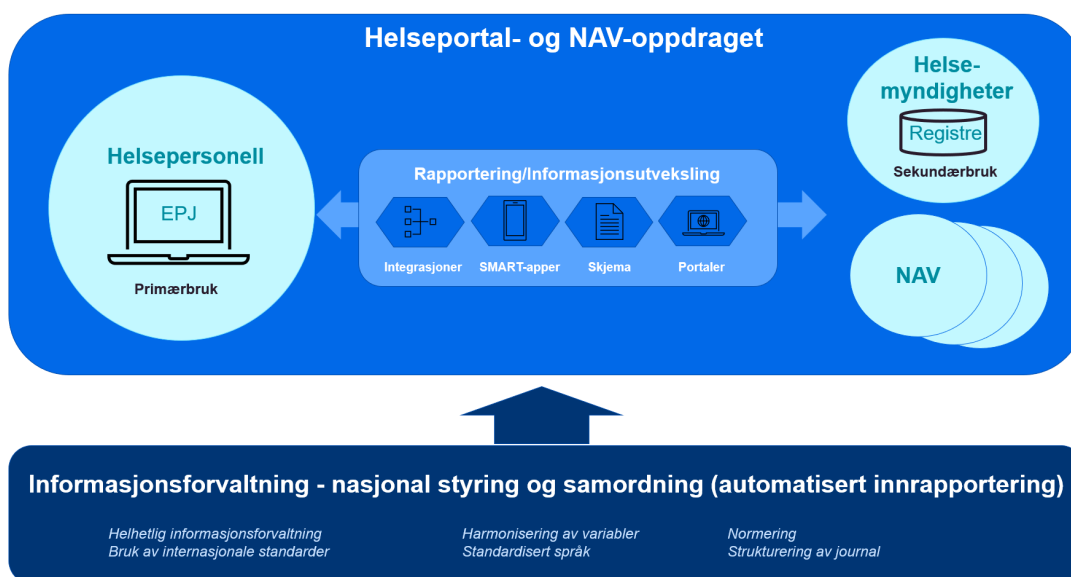 Helseportal- og NAV-oppdraget
Helsepersonell
EPJ
Primærbruk
Rapportering/Informasjonsutveksling
Integrasjoner
SMART-apper
Skjema
Portaler
Helse-
myndigheter
Registre
Sekundærbruk
NAV
Informasjonsforvaltning - nasjonal styring og samordning (automatisert innrapportering)
Helhetlig informasjonsforvaltning
Bruk av internasjonale standarder
Harmonisering av variabler
Standardisert språk
Normering
Strukturering av journal